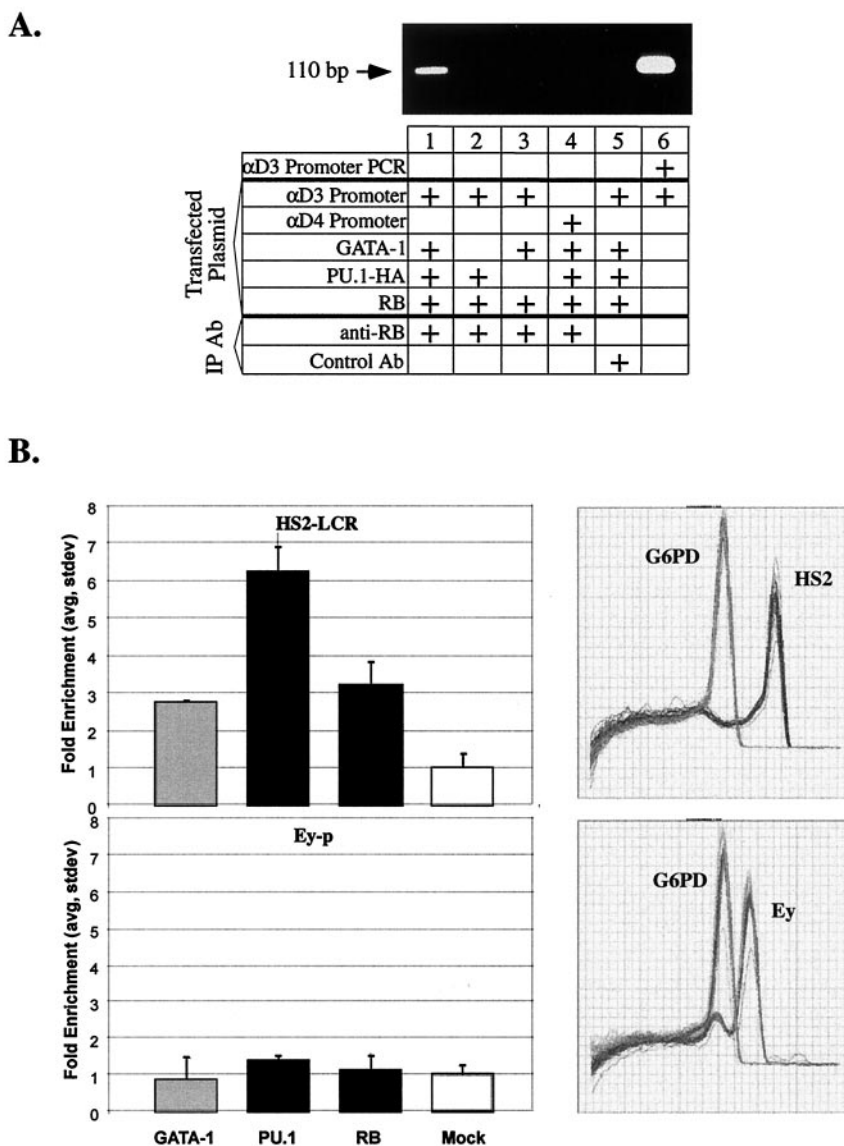 A.
110 bp
1 2 3 4 5 6
αD3 Promoter PCR +
Transfected Plasmid
αD3 Promoter + + + + +
αD4 Promoter +
GATA-1 + + + +
PU.1-HA + + + +
RB + + + + +
IP Ab
anti-RB + + + +
Control Ab +
B.
Fold Enrichment (avg, stdev)
8
7
6
5
4
3
2
1
0
HS2-LCR
G6PD
HS2
Fold Enrichment (avg, stdev)
8
7
6
5
4
3
2
1
0
Ey-p
GATA-1 PU.1 RB Mock
G6PD
Ey